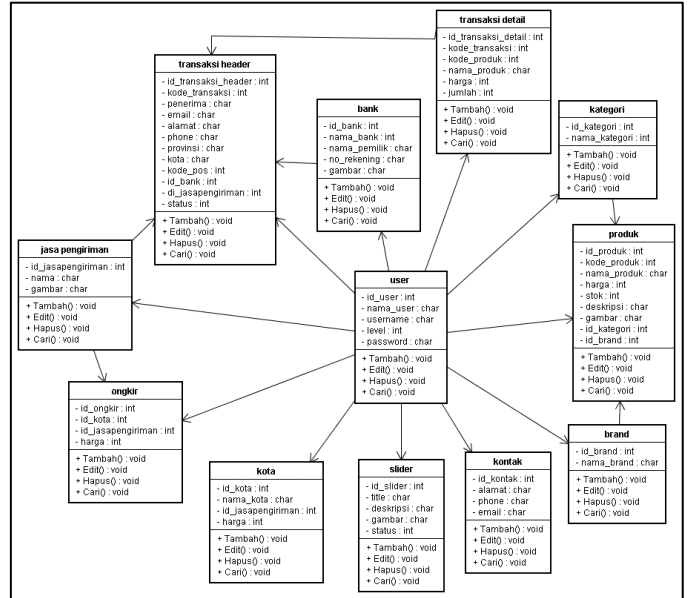 transaksi detail
- id_transaksi_detail : int
- kode_transaksi : int
- kode_produk : int
- nama_produk : char
- harga : int
- jumlah : int
+ Tambah() : void
+ Edit() : void
+ Hapus() : void
+ Cari() : void
transaksi header
- id_transaksi_header : int
- kode_transaksi : int
- penerima : char
- email : char
- alamat : char
- phone : char
- provinsi : char
- kota : char
- kode_pos : int
- id_bank : int
- di_jasapengiriman : int
- status : int
+ Tambah() : void
+ Edit() : void
+ Hapus() : void
+ Cari() : void
bank
- id_bank : int
- nama_bank : int
- nama_pemilik : char
- no_rekening : char
- gambar : char
+ Tambah() : void
+ Edit() : void
+ Hapus() : void
+ Cari() : void
kategori
- id_kategori : int
- nama_kategori : int
+ Tambah() : void
+ Edit() : void
+ Hapus() : void
+ Cari() : void
jasa pengiriman
- id_jasapengiriman : int
- nama : char
- gambar : char
+ Tambah() : void
+ Edit() : void
+ Hapus() : void
+ Cari() : void
user
- id_user : int
- nama_user : char
- username : char
- level : int
- password : char
+ Tambah() : void
+ Edit() : void
+ Hapus() : void
+ Cari() : void
produk
- id_produk : int
- kode_produk : int
- nama_produk : char
- harga : int
- stok : int
- deskripsi : char
- gambar : char
- id_kategori : int
- id_brand : int
+ Tambah() : void
+ Edit() : void
+ Hapus() : void
+ Cari() : void
ongkir
- id_ongkir : int
- id_kota : int
- id_jasapengiriman : int
- harga : int
+ Tambah() : void
+ Edit() : void
+ Hapus() : void
+ Cari() : void
kota
- id_kota : int
- nama_kota : char
- id_jasapengiriman : int
- harga : int
+ Tambah() : void
+ Edit() : void
+ Hapus() : void
+ Cari() : void
slider
- id_slider : int
- title : char
- deskripsi : char
- gambar : char
- status : int
+ Tambah() : void
+ Edit() : void
+ Hapus() : void
+ Cari() : void
kontak
- id_kontak : int
- alamat : char
- phone : char
- email : char
+ Tambah() : void
+ Edit() : void
+ Hapus() : void
+ Cari() : void
brand
- id_brand : int
- nama_brand : char
+ Tambah() : void
+ Edit() : void
+ Hapus() : void
+ Cari() : void